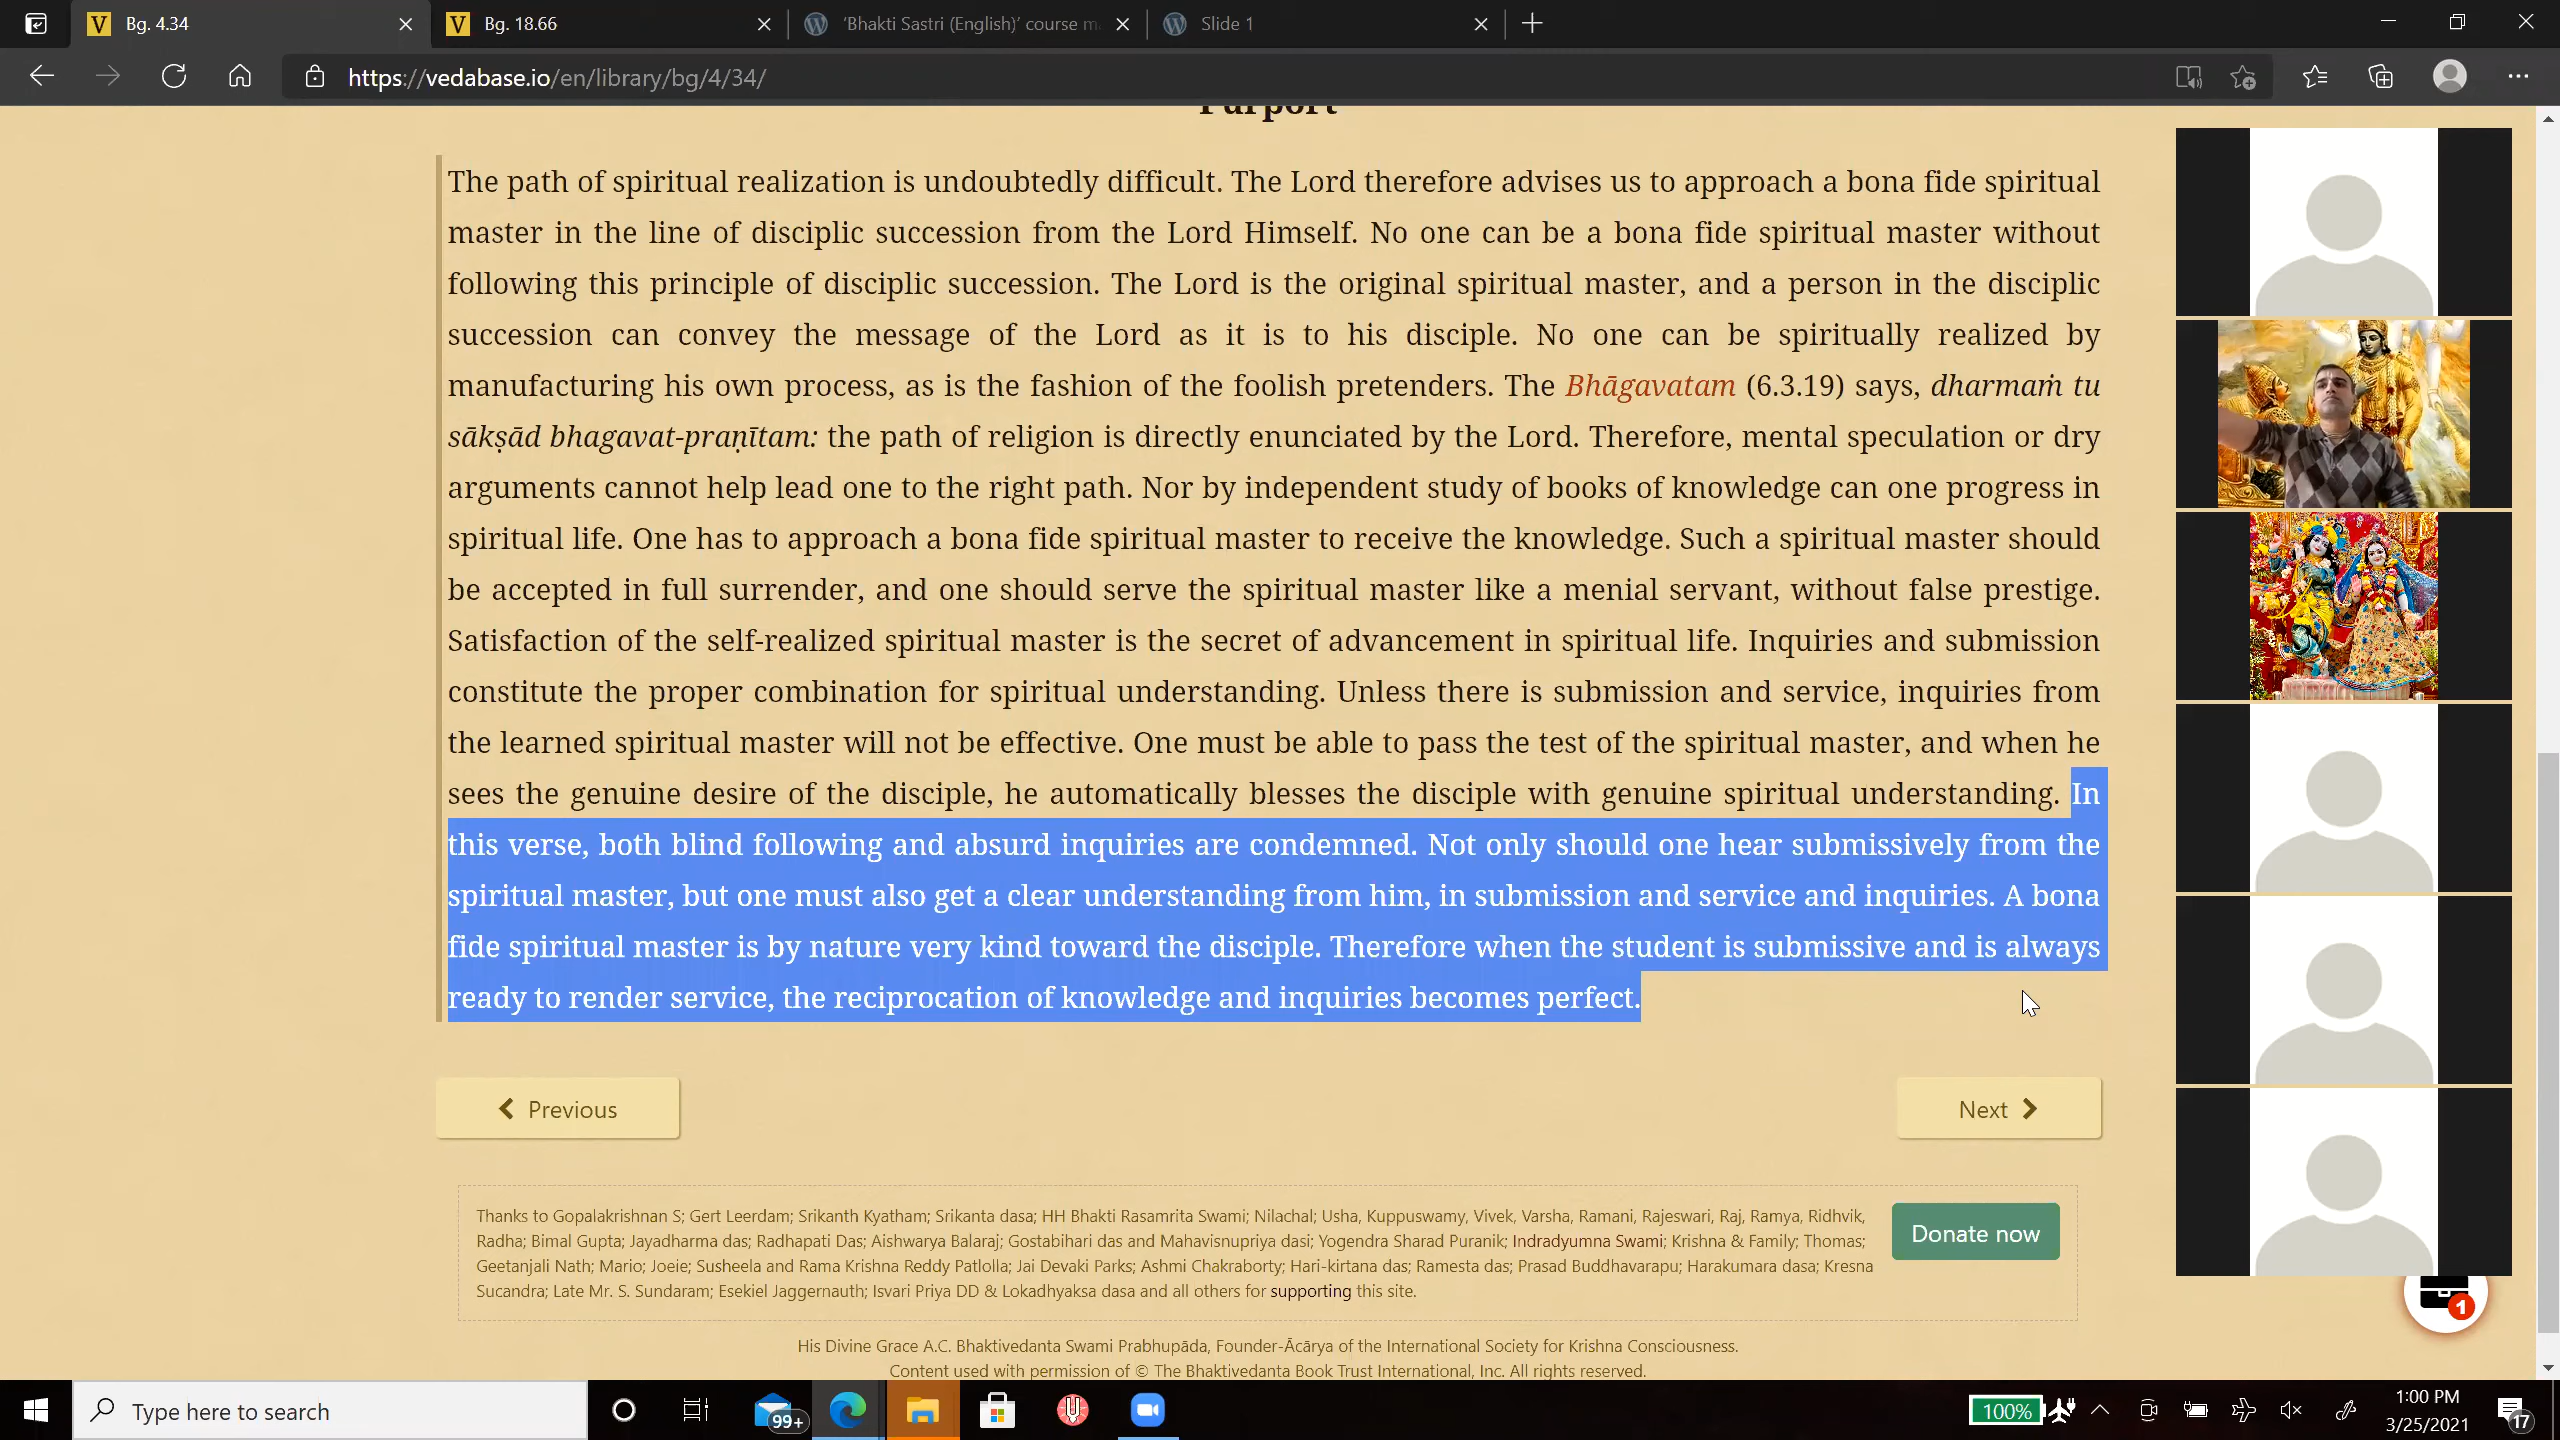 Bg. 4.34
Bg. 18.66
‘Bhakti Sastri (English)’ course m
Slide 1
https://vedabase.io/en/library/bg/4/34/
Purport
The path of spiritual realization is undoubtedly difficult. The Lord therefore advises us to approach a bona fide spiritual
master in the line of disciplic succession from the Lord Himself. No one can be a bona fide spiritual master without
following this principle of disciplic succession. The Lord is the original spiritual master, and a person in the disciplic
succession can convey the message of the Lord as it is to his disciple. No one can be spiritually realized by
manufacturing his own process, as is the fashion of the foolish pretenders. The Bhāgavatam (6.3.19) says, dharmaṁ tu
sākṣād bhagavat-praṇītam: the path of religion is directly enunciated by the Lord. Therefore, mental speculation or dry
arguments cannot help lead one to the right path. Nor by independent study of books of knowledge can one progress in
spiritual life. One has to approach a bona fide spiritual master to receive the knowledge. Such a spiritual master should
be accepted in full surrender, and one should serve the spiritual master like a menial servant, without false prestige.
Satisfaction of the self-realized spiritual master is the secret of advancement in spiritual life. Inquiries and submission
constitute the proper combination for spiritual understanding. Unless there is submission and service, inquiries from
the learned spiritual master will not be effective. One must be able to pass the test of the spiritual master, and when he
sees the genuine desire of the disciple, he automatically blesses the disciple with genuine spiritual understanding. In
this verse, both blind following and absurd inquiries are condemned. Not only should one hear submissively from the
spiritual master, but one must also get a clear understanding from him, in submission and service and inquiries. A bona
fide spiritual master is by nature very kind toward the disciple. Therefore when the student is submissive and is always
ready to render service, the reciprocation of knowledge and inquiries becomes perfect.
Previous
Next
Thanks to Gopalakrishnan S; Gert Leerdam; Srikanth Kyatham; Srikanta dasa; HH Bhakti Rasamrita Swami; Nilachal; Usha, Kuppuswamy, Vivek, Varsha, Ramani, Rajeswari, Raj, Ramya, Ridhvik,
Radha; Bimal Gupta; Jayadharma das; Radhapati Das; Aishwarya Balaraj; Gostabihari das and Mahavisnupriya dasi; Yogendra Sharad Puranik; Indradyumna Swami; Krishna & Family; Thomas;
Geetanjali Nath; Mario; Joeie; Susheela and Rama Krishna Reddy Patlolla; Jai Devaki Parks; Ashmi Chakraborty; Hari-kirtana das; Ramesta das; Prasad Buddhavarapu; Harakumara dasa; Kresna
Sucandra; Late Mr. S. Sundaram; Esekiel Jaggernauth; Isvari Priya DD & Lokadhyaksa dasa and all others for supporting this site.
Donate now
1
His Divine Grace A.C. Bhaktivedanta Swami Prabhupāda, Founder-Ācārya of the International Society for Krishna Consciousness.
Content used with permission of © The Bhaktivedanta Book Trust International, Inc. All rights reserved.
Type here to search
99+
100%
1:00 PM
3/25/2021
17